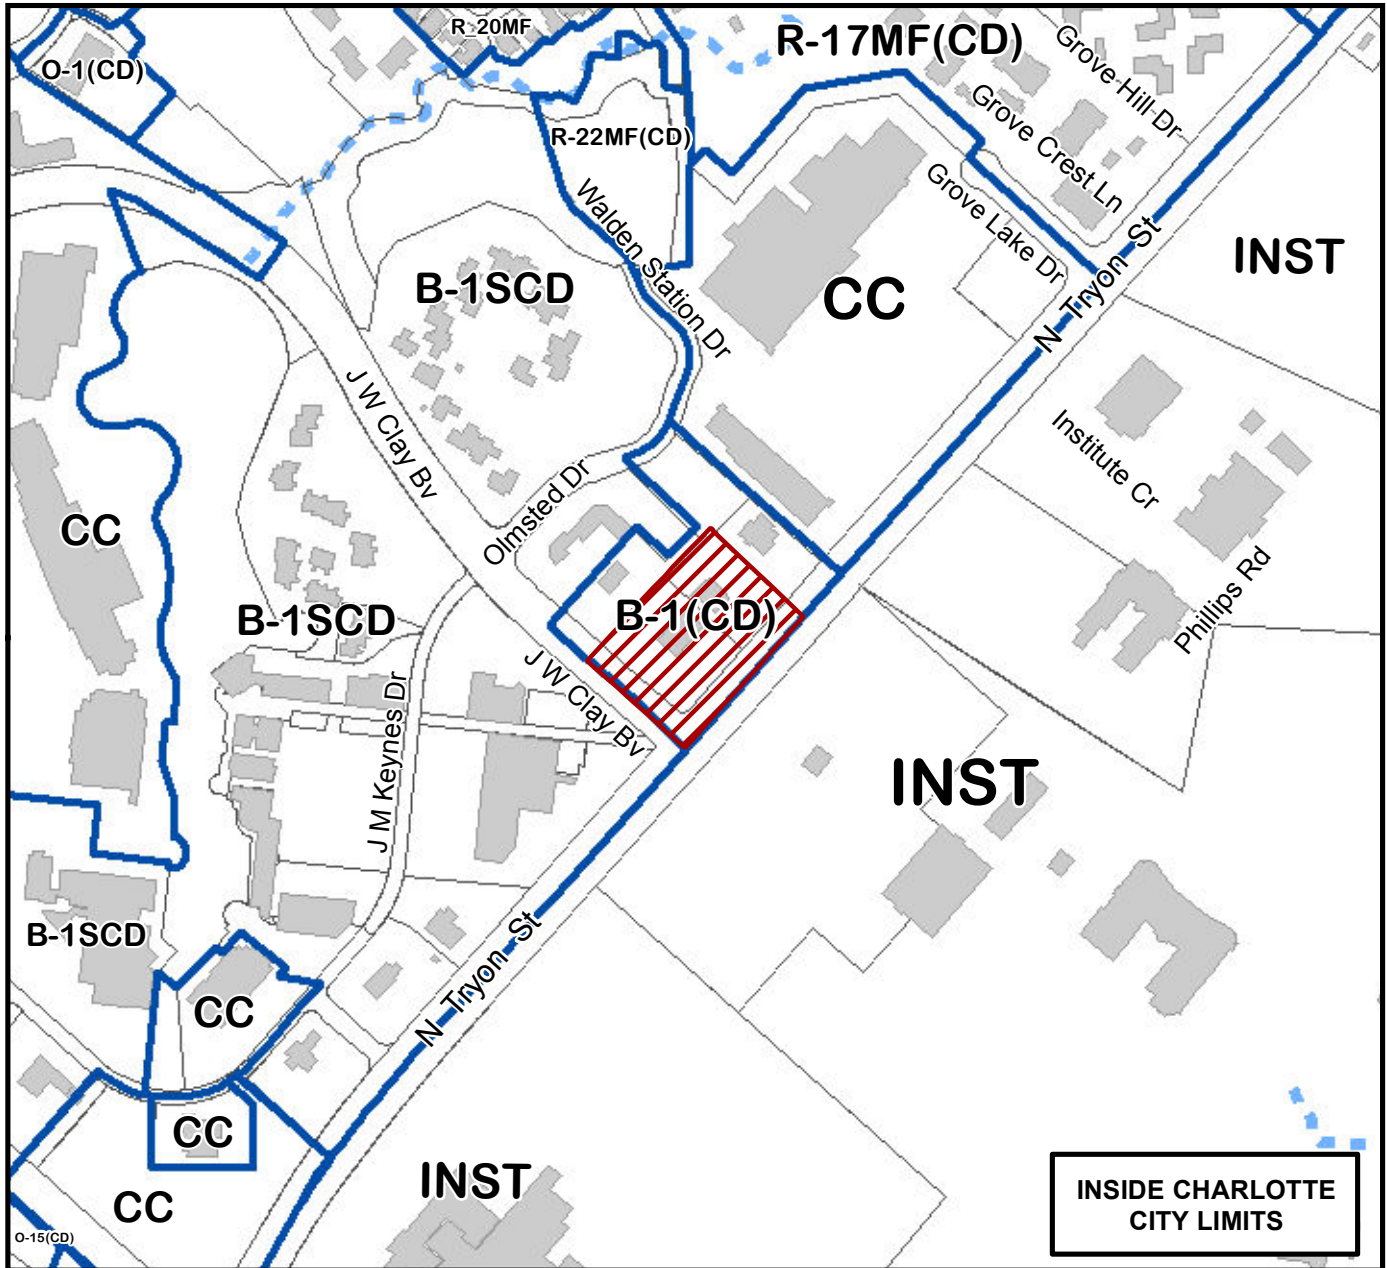 R_20MF
R-17MF(CD)
O-1(CD)
Grove Hill Dr
Grove Crest Ln
R-22MF(CD)
Grove Lake Dr
Walden Station Dr
N Tryon St
INST
B-1SCD
CC
J W Clay Bv
Institute Cr
Olmsted Dr
CC
Phillips Rd
B-1SCD
B-1(CD)
J W Clay Bv
J M Keynes Dr
INST
B-1SCD
N Tryon St
CC
CC
INST
CC
O-15(CD)
INSIDE CHARLOTTE
CITY LIMITS